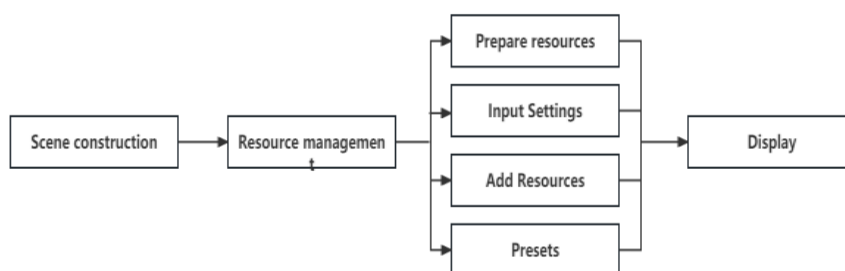 Prepare resources
Input Settings
Scene construction
Resource managemen
t
Display
Add Resources
Presets